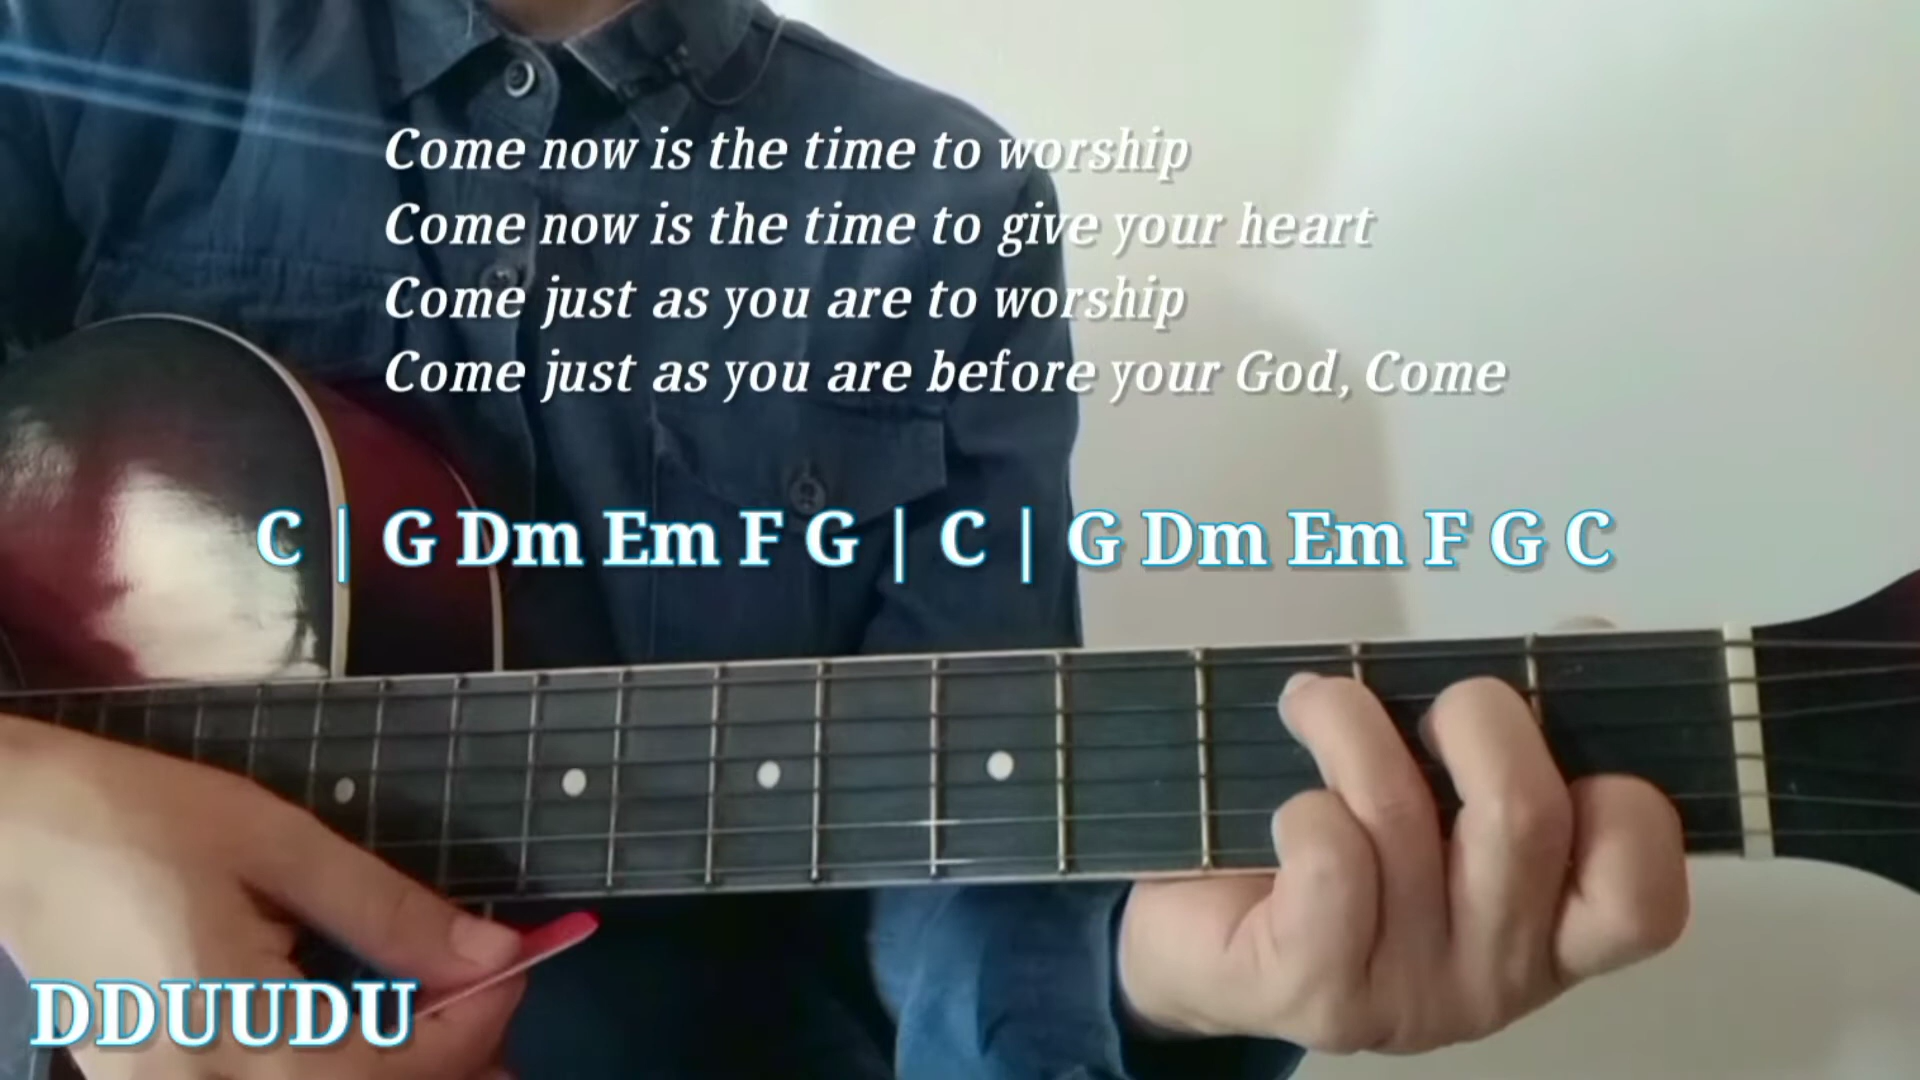 Come now is the time to worship
Come now is the time to give your heart
Come just as you are to worship
Come just as you are before your God, Come
C | G Dm Em F G | C | G Dm Em F G C
DDUUDU